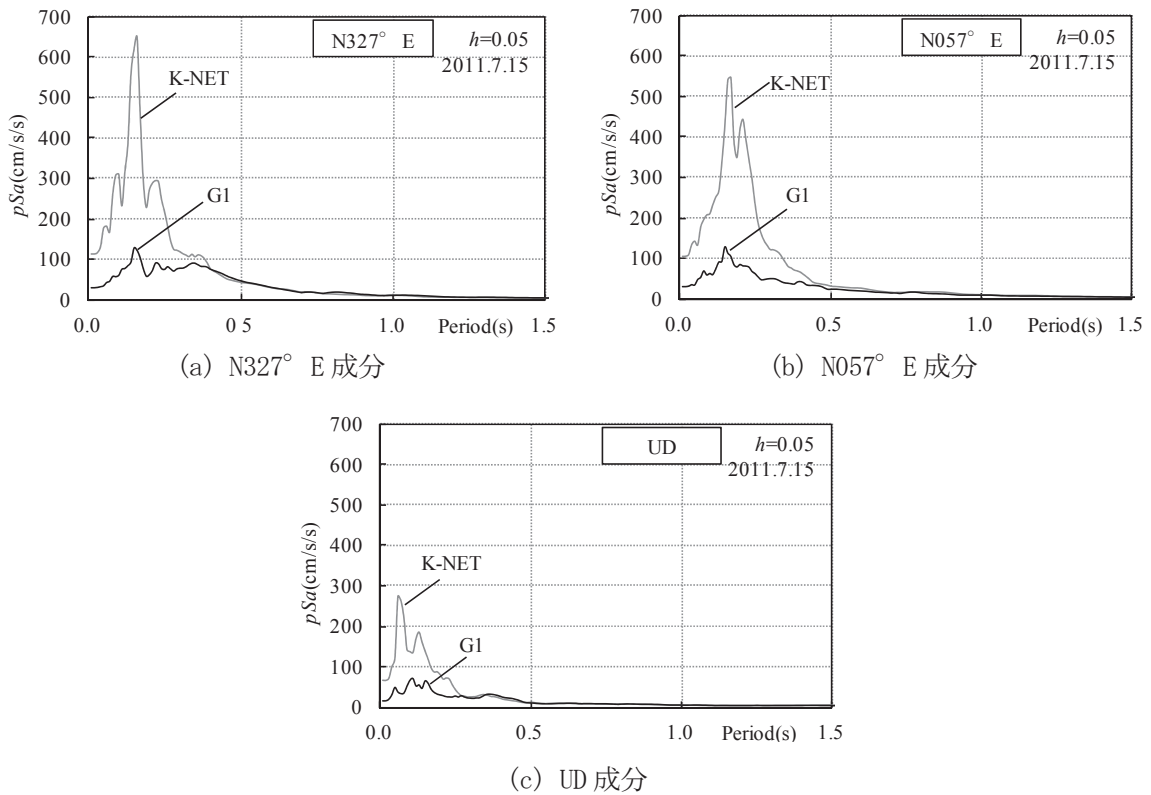 700
600
500
400
300
200
100
0
pSa(cm/s/s)
N327° E
h=0.05
2011.7.15
K-NET
G1
0.0
0 5
1.0
Period(s)
1.5
(a) N327° E成分
700
600
500
400
300
200
100
0
pSa(cm/s/s)
N057° E
h=0.05
2011.7.15
K-NET
G1
0.0
0.5
1.0
Period(s)
1.5
(b) N057° E成分
700
600
500
400
300
200
100
0
pSa(cm/s/s)
UD
h=0.05
2011.7.15
K-NET
G1
0.0
0.5
1.0
Period(s)
1.5
(c) UD成分